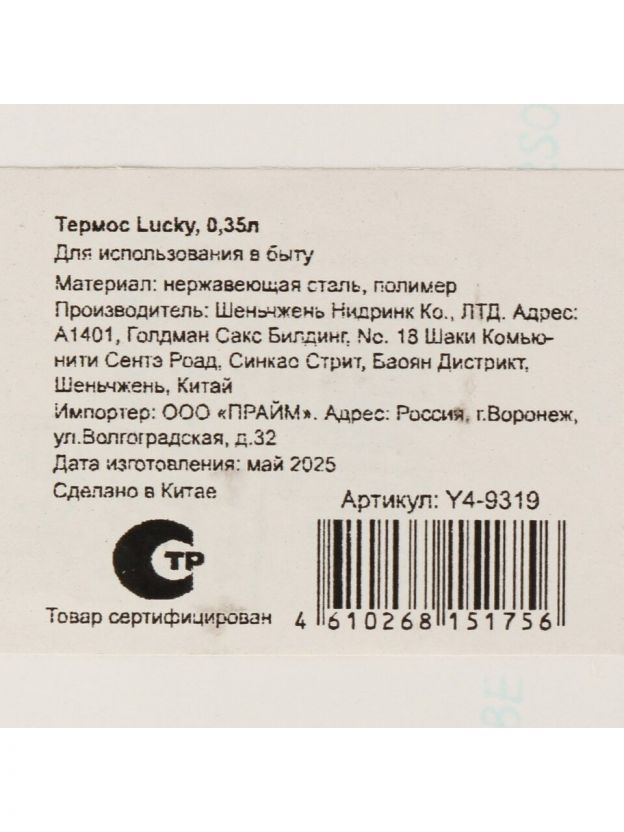 Термос Lucky, 0,35л
Для использования в быту
Материал: нержавеющая сталь, полимер
Производитель: Шеньчжень Нидринк Ко., ЛТД. Адрес:
А1401, Голдман Сакс Билдинг, No. 18 Шаки Комью-
нити Сентэ Роад, Синкао Стрит, Баоян Дистрикт,
Шеньчжень, Китай
Импортер: ООО «ПРАЙМ». Адрес: Россия, г.Воронеж,
ул.Волгоградская, д.32
Дата изготовления: май 2025
Сделано в Китае
Артикул: Y4-9319
СТР
Товар сертифицирован
4 610268 151756